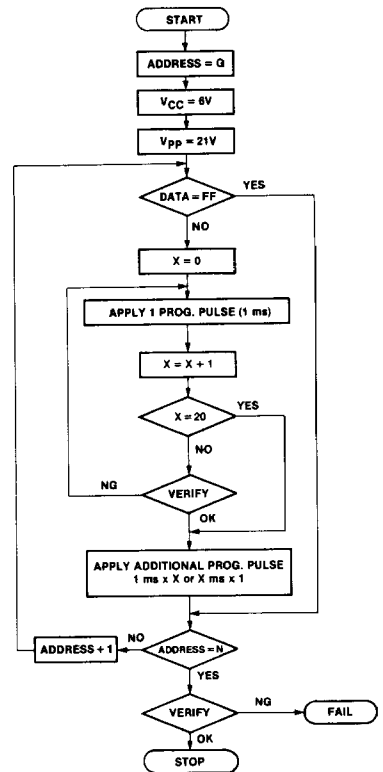 START
ADDRESS = G
VCC = 6V
VPP = 21V
DATA = FF
YES
NO
X = 0
APPLY 1 PROG. PULSE (1 ms)
X = X + 1
X = 20
YES
NO
NG
VERIFY
OK
APPLY ADDITIONAL PROG. PULSE
1 ms x X or X ms x 1
NO
ADDRESS + 1
ADDRESS = N
YES
VERIFY
NG
FAIL
OK
STOP